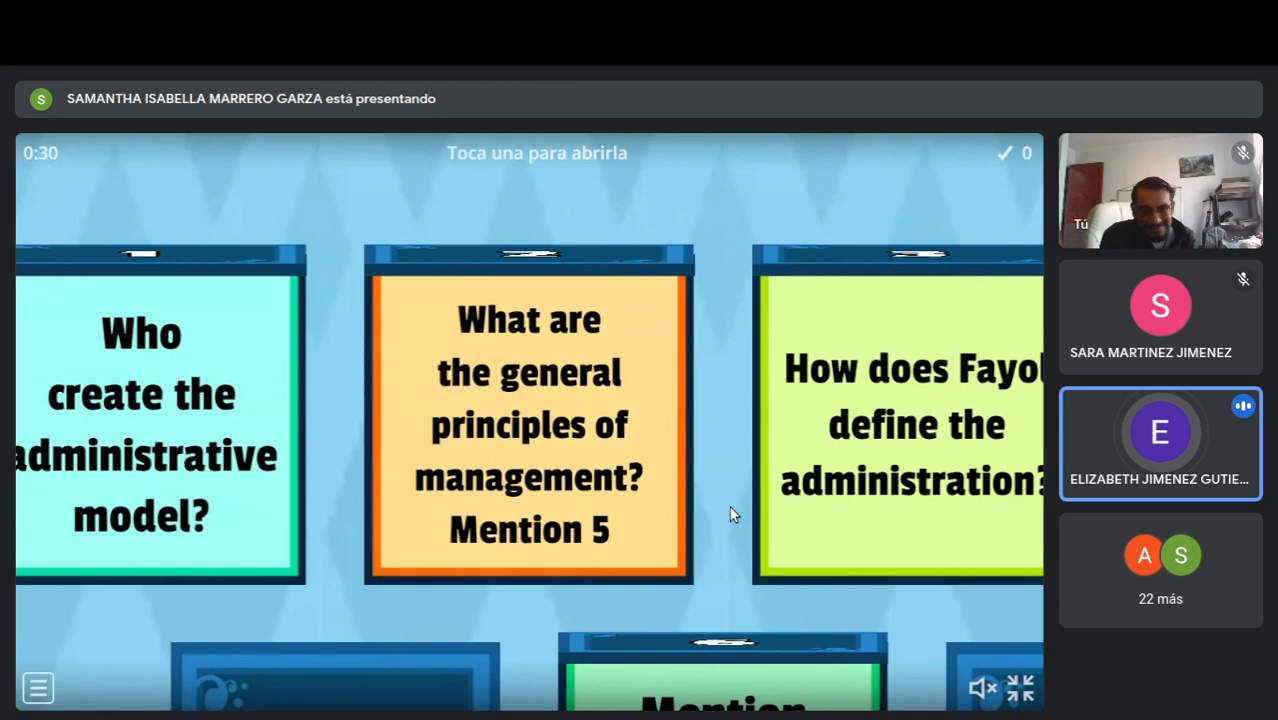 SAMANTHA ISABELLA MARRERO GARZA está presentando
0:30
Toca una para abrirla
0
Who
create the
administrative
model?
What are
the general
principles of
management?
Mention 5
How does Fayol
define the
administration?
Mention
Tú
S
SARA MARTINEZ JIMENEZ
E
ELIZABETH JIMENEZ GUTIE...
A S
22 más
S